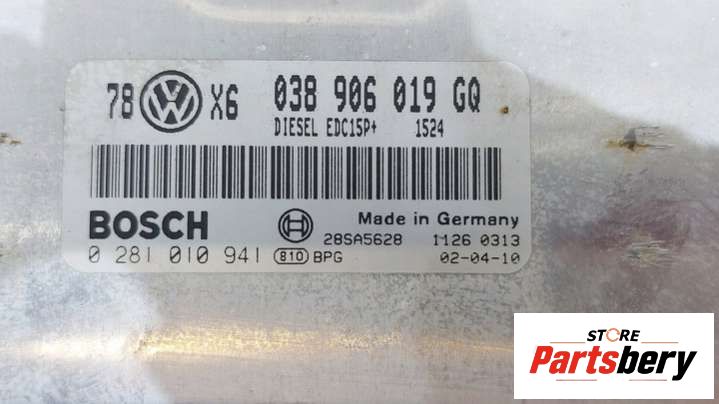 78 VW X6 038 906 019 GQ
DIESEL EDC15P+ 1524
BOSCH Made in Germany
28SA5628 1126 0313
0 281 010 941 810 BPG 02-04-10
STORE
Partsbery